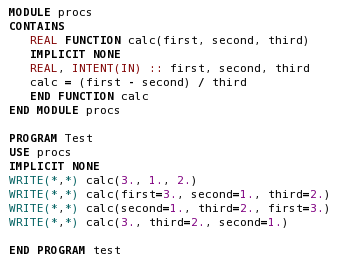 MODULE procs
CONTAINS
   REAL FUNCTION calc(first, second, third)
   IMPLICIT NONE
   REAL, INTENT(IN) :: first, second, third
   calc = (first - second) / third
   END FUNCTION calc
END MODULE procs

PROGRAM Test
USE procs
IMPLICIT NONE
WRITE(*,*) calc(3., 1., 2.)
WRITE(*,*) calc(first=3., second=1., third=2.)
WRITE(*,*) calc(second=1., third=2., first=3.)
WRITE(*,*) calc(3., third=2., second=1.)

END PROGRAM test